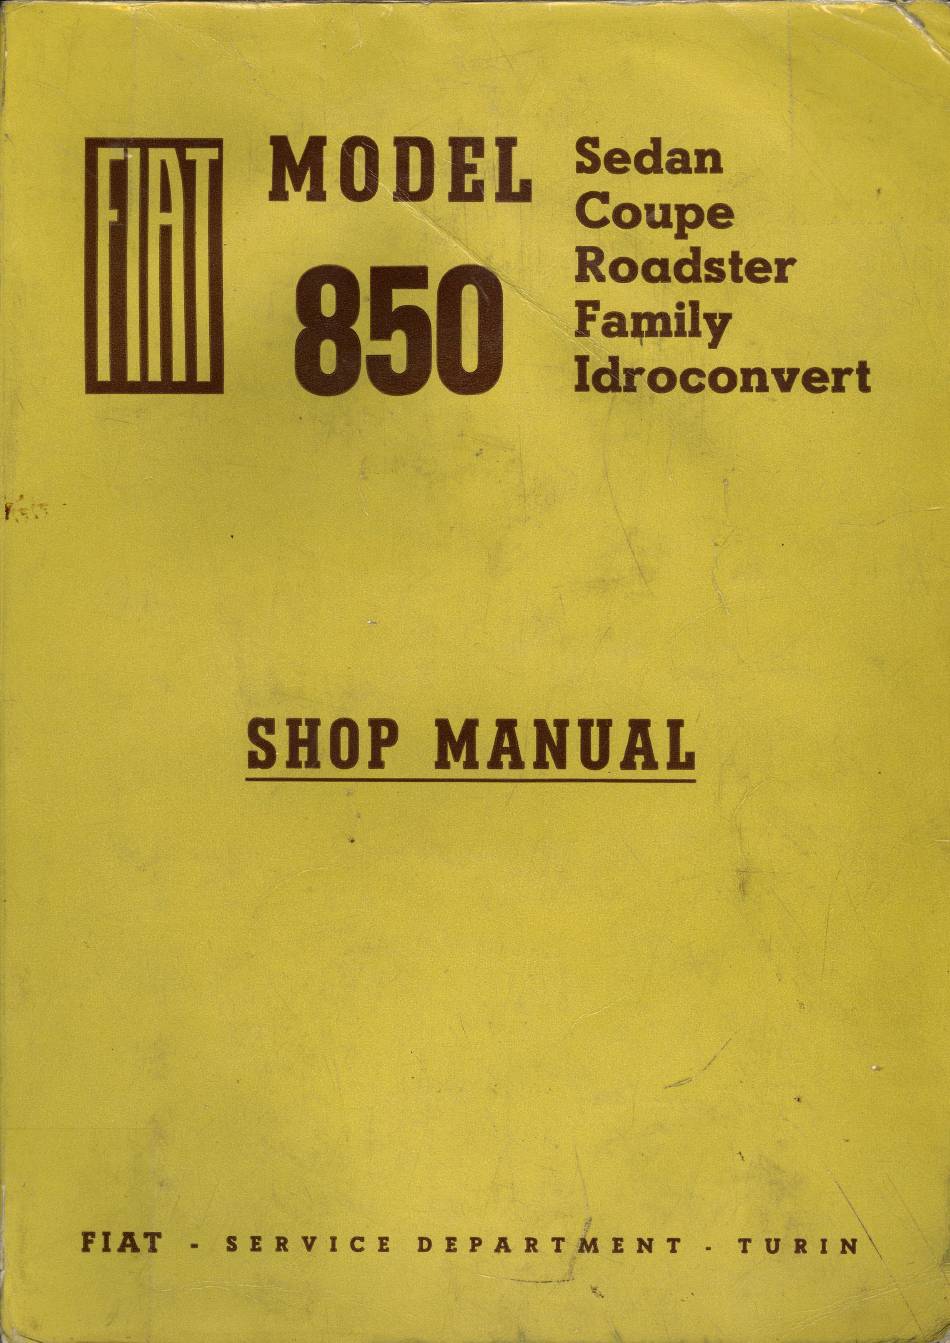 FIAT
MODEL
850
Sedan
Coupe
Roadster
Family
Idroconvert
SHOP MANUAL
FIAT - SERVICE DEPARTMENT - TURIN